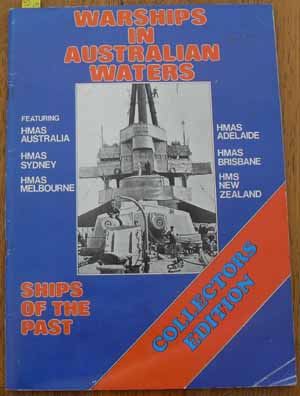 WARSHIPS
IN
AUSTRALIAN
WATERS
FEATURING
HMAS
AUSTRALIA
HMAS
SYDNEY
HMAS
MELBOURNE
HMAS
ADELAIDE
HMAS
BRISBANE
HMS
NEW
ZEALAND
SHIPS
OF THE
PAST
COLLECTORS
EDITION